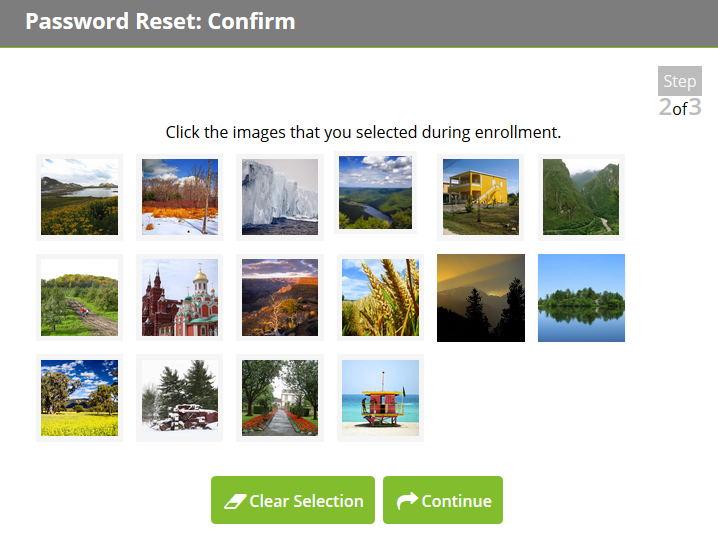 Password Reset: Confirm
Step
2of3
Click the images that you selected during enrollment.
Clear Selection
Continue